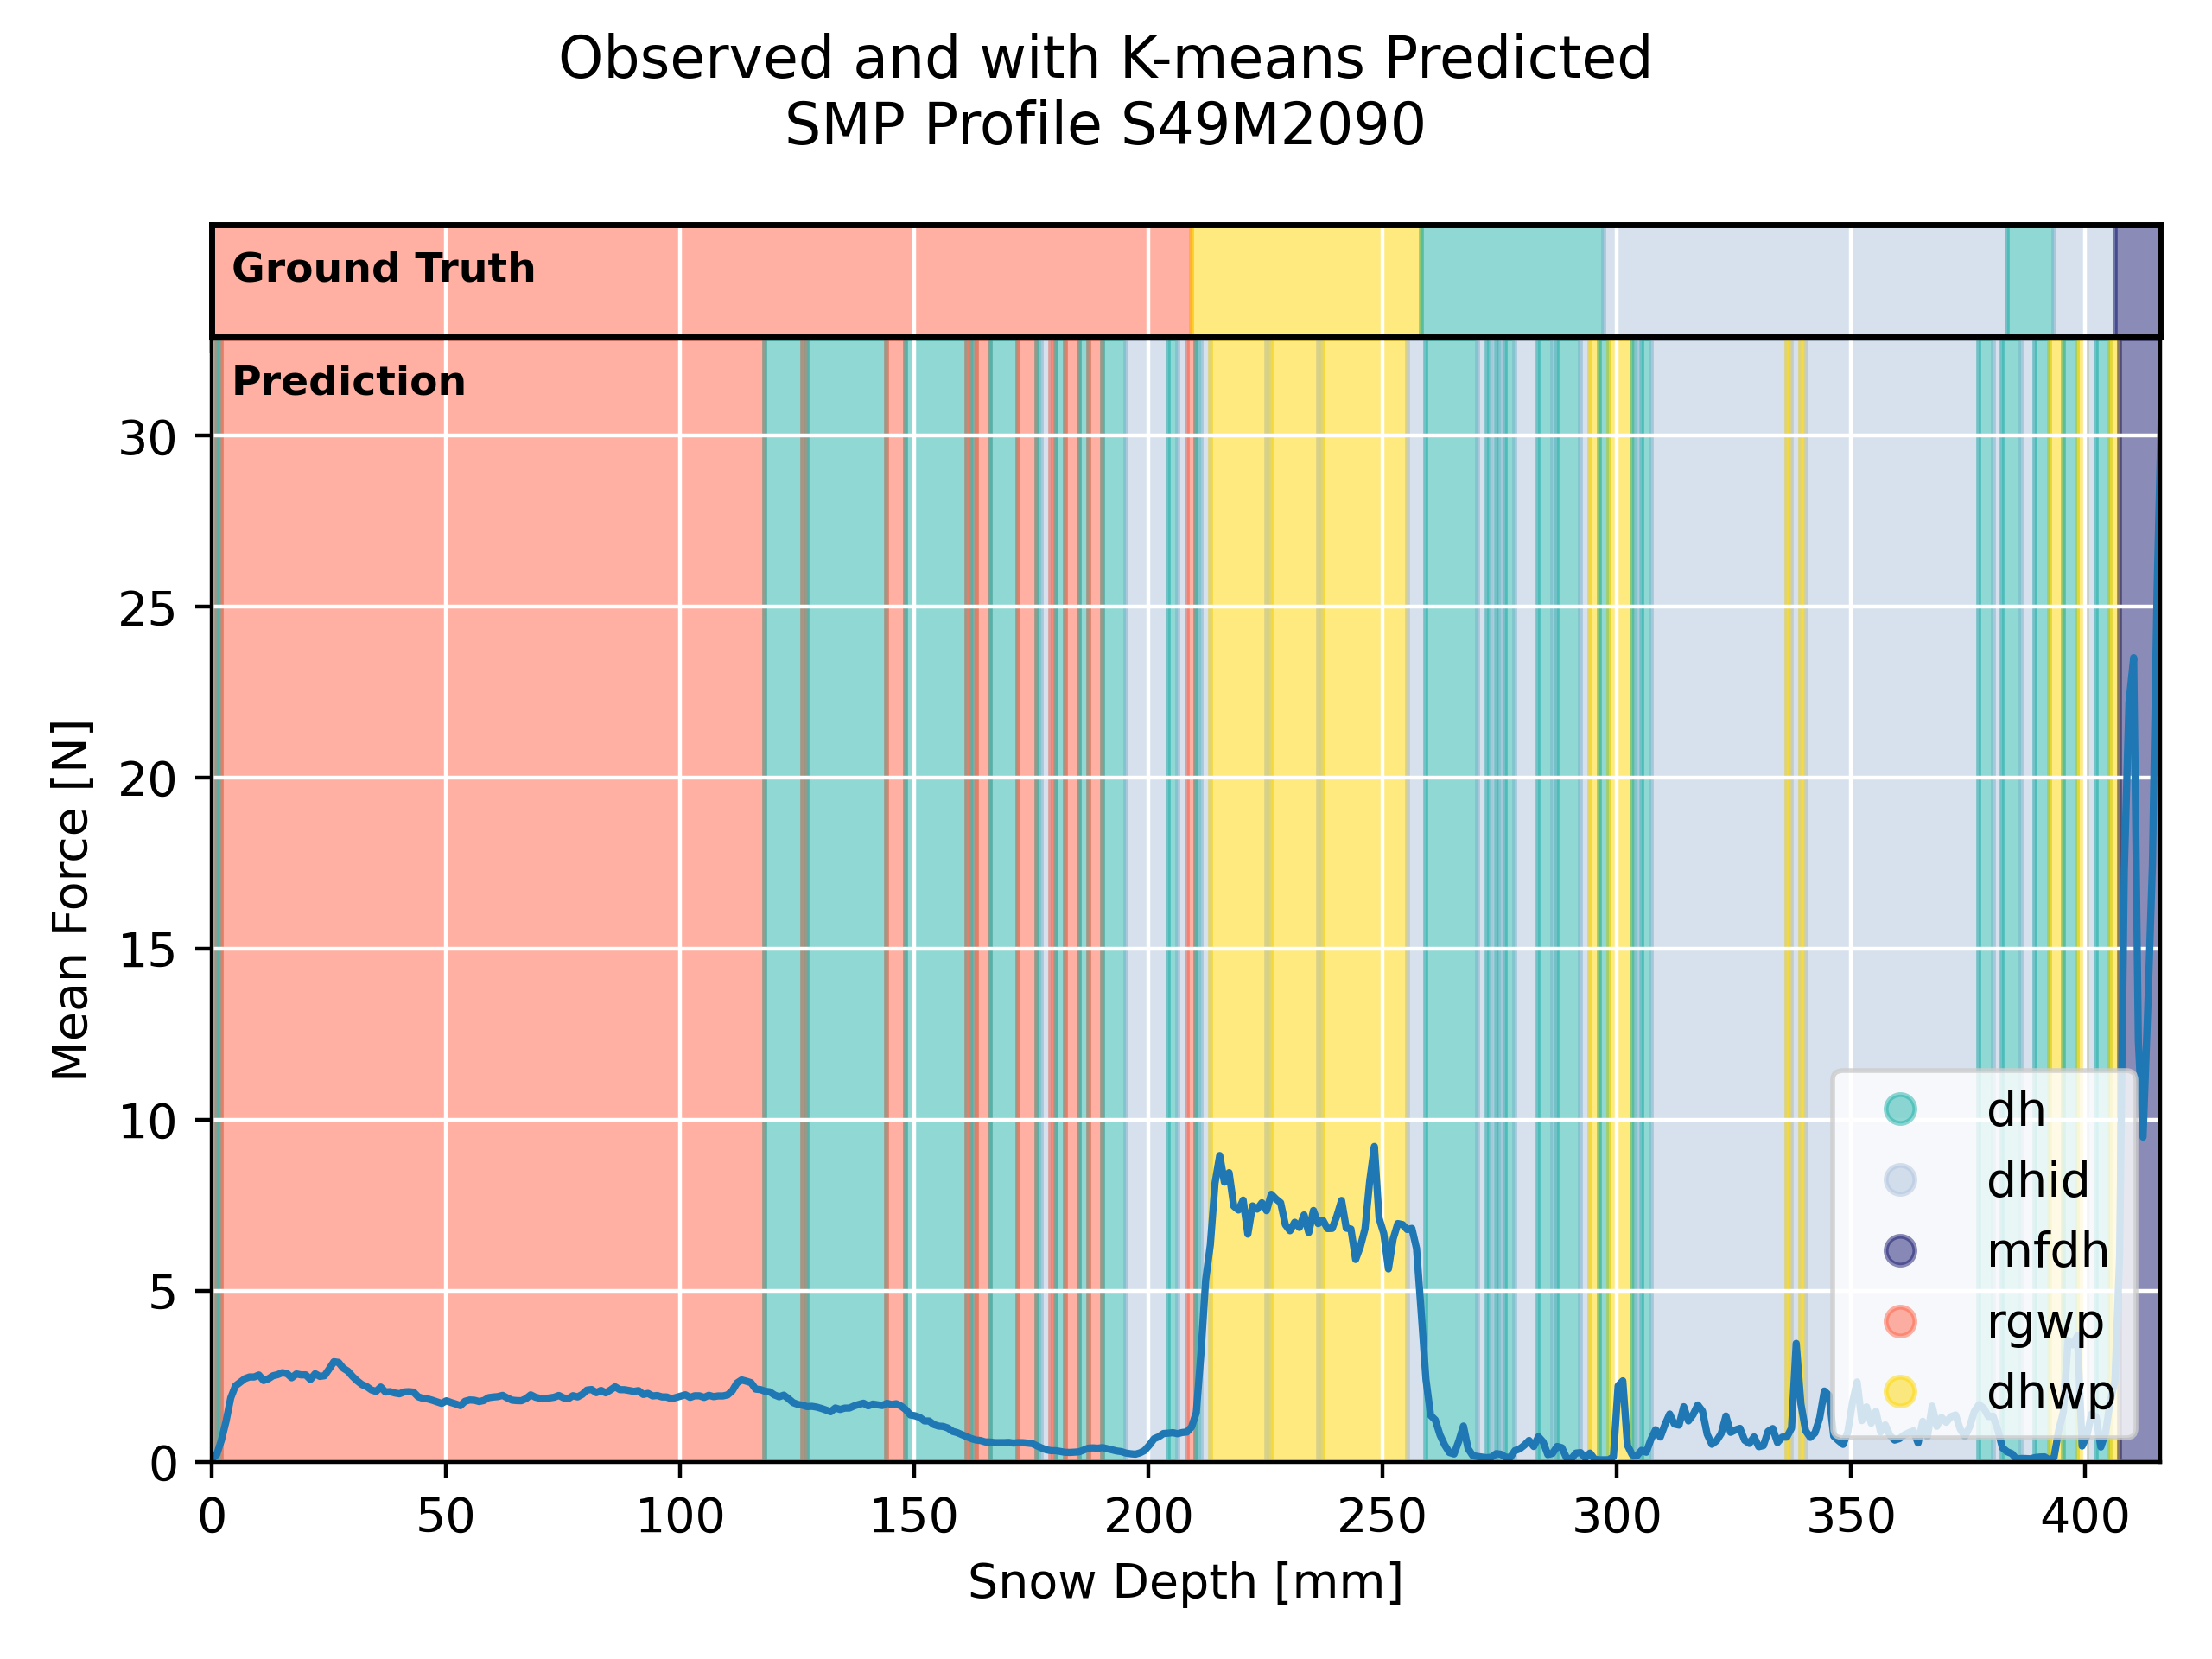 Observed and with K-means Predicted
SMP Profile S49M2090
Ground Truth
Prediction
30
25
20
15
10
5
0
Mean Force [N]
dh
dhid
mfdh
rgwp
dhwp
0 50 100 150 200 250 300 350 400
Snow Depth [mm]